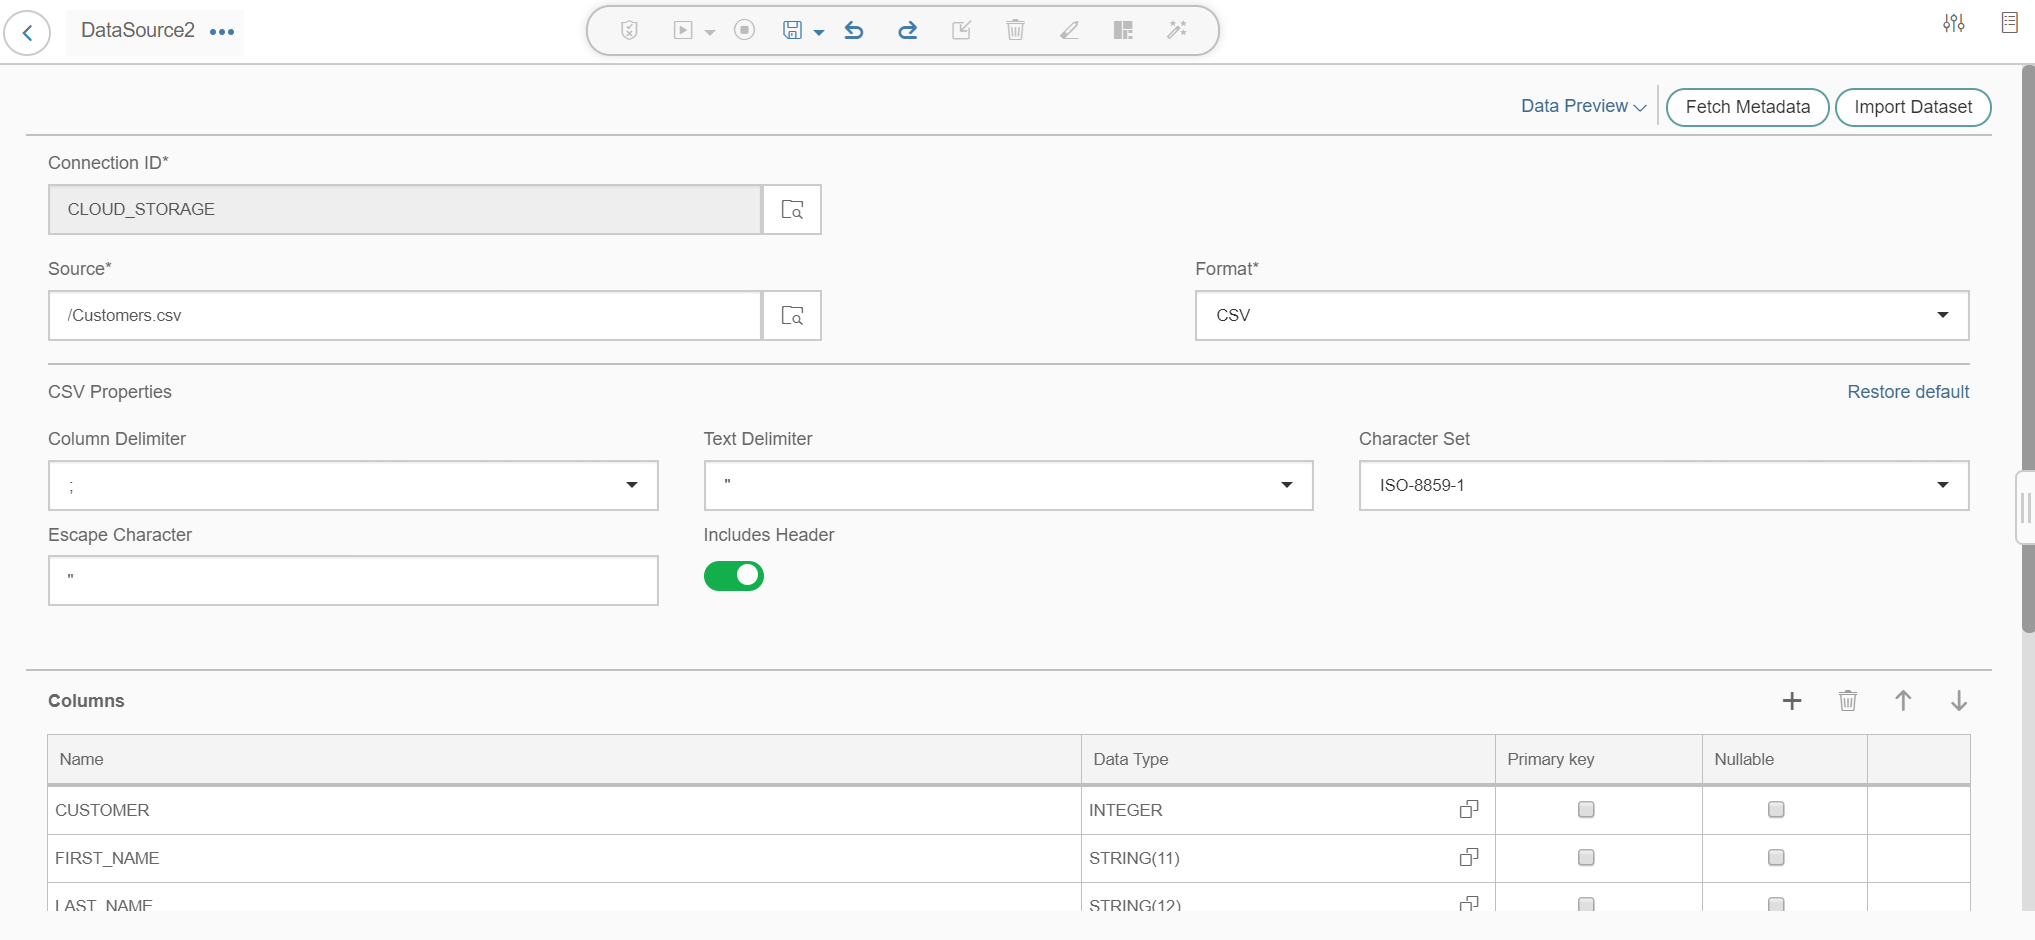 DataSource2
Data Preview Fetch Metadata Import Dataset
Connection ID*
CLOUD_STORAGE
Source* Format*
/Customers.csv CSV
CSV Properties Restore default
Column Delimiter Text Delimiter Character Set
; " ISO-8859-1
Escape Character Includes Header
"
Columns
Name Data Type Primary key Nullable
CUSTOMER INTEGER
FIRST_NAME STRING(11)
LAST_NAME STRING(12)